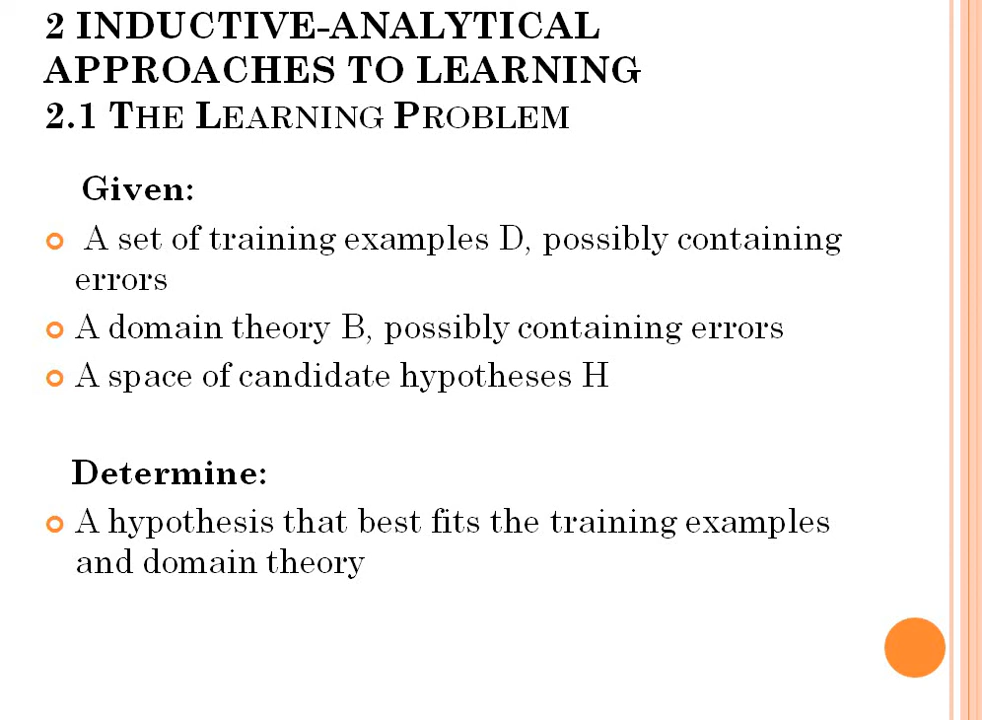 2 INDUCTIVE-ANALYTICAL
APPROACHES TO LEARNING
2.1 THE LEARNING PROBLEM
Given:
A set of training examples D, possibly containing
errors
A domain theory B, possibly containing errors
A space of candidate hypotheses H
Determine:
A hypothesis that best fits the training examples
and domain theory